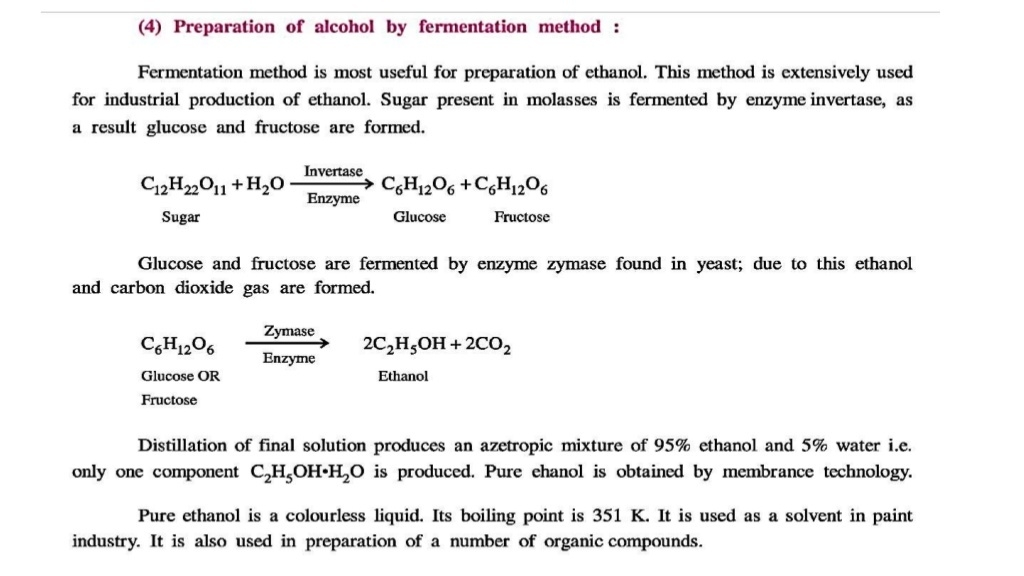 (4) Preparation of alcohol by fermentation method :
Fermentation method is most useful for preparation of ethanol. This method is extensively used
for industrial production of ethanol. Sugar present in molasses is fermented by enzyme invertase, as
a result glucose and fructose are formed.
C₁₂H₂₂O₁₁ + H₂O Invertase → Enzyme C₆H₁₂O₆ + C₆H₁₂O₆
Sugar Glucose Fructose
Glucose and fructose are fermented by enzyme zymase found in yeast; due to this ethanol
and carbon dioxide gas are formed.
C₆H₁₂O₆ Zymase → Enzyme 2C₂H₅OH + 2CO₂
Glucose OR Ethanol
Fructose
Distillation of final solution produces an azetropic mixture of 95% ethanol and 5% water i.e.
only one component C₂H₅OH•H₂O is produced. Pure ehanol is obtained by membrance technology.
Pure ethanol is a colourless liquid. Its boiling point is 351 K. It is used as a solvent in paint
industry. It is also used in preparation of a number of organic compounds.